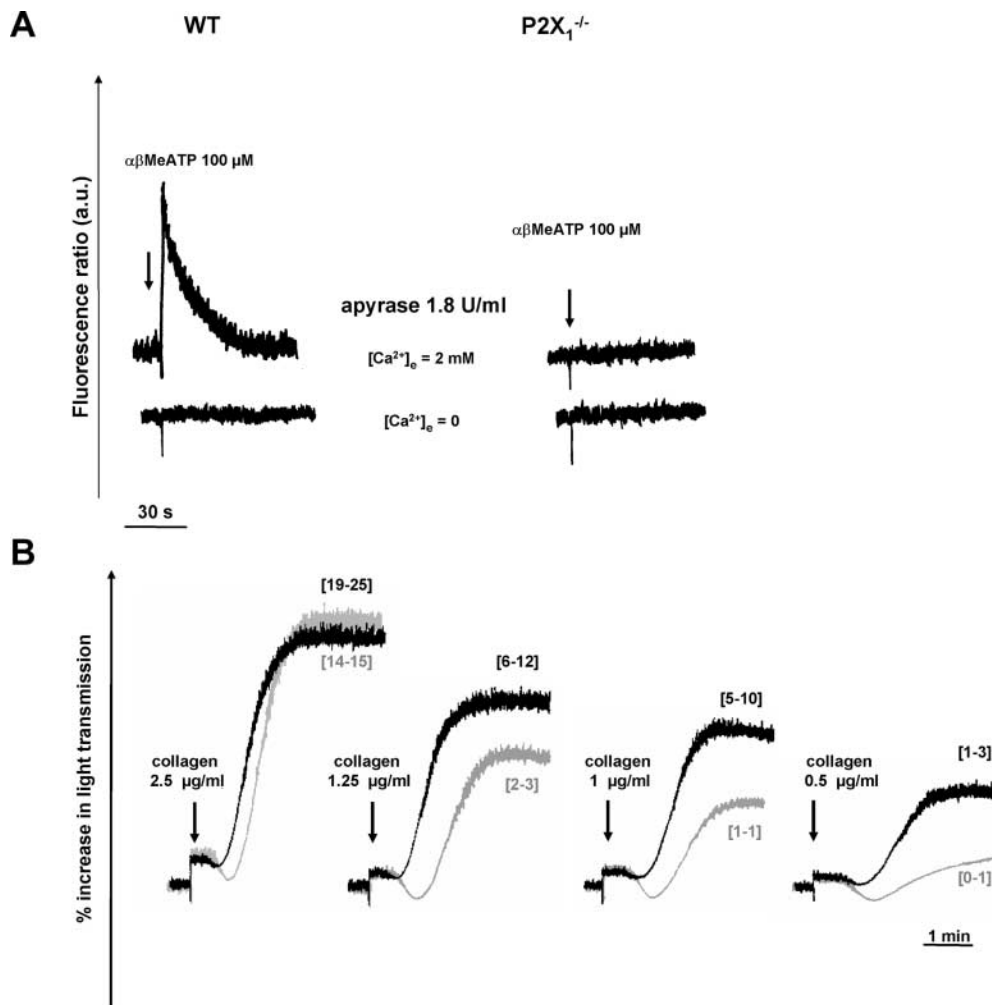 A
WT
P2X₁⁻/⁻
Fluorescence ratio (a.u.)
αβMeATP 100 µM
αβMeATP 100 µM
apyrase 1.8 U/ml
[Ca²⁺]ₑ = 2 mM
[Ca²⁺]ₑ = 0
30 s
B
% increase in light transmission
[19-25]
[14-15]
collagen
2.5 µg/ml
[6-12]
collagen
1.25 µg/ml
[2-3]
[5-10]
collagen
1 µg/ml
[1-1]
[1-3]
collagen
0.5 µg/ml
[0-1]
1 min